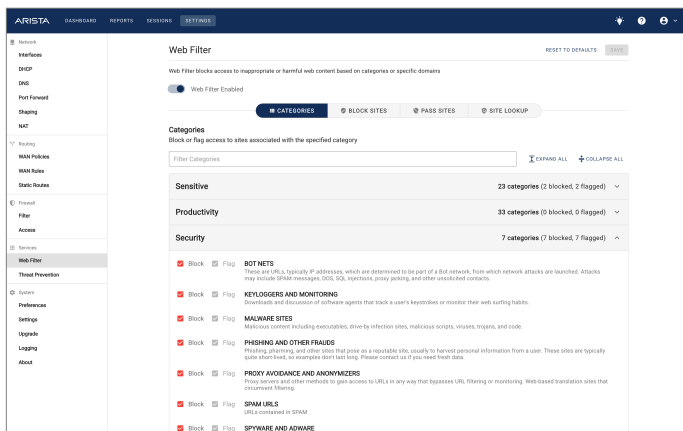 ARISTA DASHBOARD REPORTS SESSIONS SETTINGS
Network
Interfaces
DHCP
DNS
Port Forward
Shaping
NAT
Routing
WAN Policies
WAN Rules
Static Routes
Firewall
Filter
Access
Services
Web Filter
Threat Prevention
System
Preferences
Settings
Upgrade
Logging
About
Web Filter RESET TO DEFAULTS SAVE
Web Filter blocks access to inappropriate or harmful web content based on categories or specific domains
Web Filter Enabled
CATEGORIES BLOCK SITES PASS SITES SITE LOOKUP
Categories
Block or flag access to sites associated with the specified category
Filter Categories EXPAND ALL COLLAPSE ALL
Sensitive 23 categories (2 blocked, 2 flagged)
Productivity 33 categories (0 blocked, 0 flagged)
Security 7 categories (7 blocked, 7 flagged)
Block Flag BOT NETS
These are URLs, typically IP addresses, which are determined to be part of a Bot network, from which network attacks are launched. Attacks
may include SPAM messages, DOS, SQL injections, proxy jacking, and other unsolicited contacts.
Block Flag KEYLOGGERS AND MONITORING
Downloads and discussion of software agents that track a user's keystrokes or monitor their web surfing habits.
Block Flag MALWARE SITES
Malicious content including executables, drive-by infection sites, malicious scripts, viruses, trojans, and code.
Block Flag PHISHING AND OTHER FRAUDS
Phishing, pharming, and other sites that pose as a reputable site, usually to harvest personal information from a user. These sites are typically
quite short-lived, so examples don't last long. Please contact us if you need fresh data.
Block Flag PROXY AVOIDANCE AND ANONYMIZERS
Proxy servers and other methods to gain access to URLs in any way that bypasses URL filtering or monitoring. Web-based translation sites that
circumvent filtering.
Block Flag SPAM URLS
URLs contained in SPAM
Block Flag SPYWARE AND ADWARE